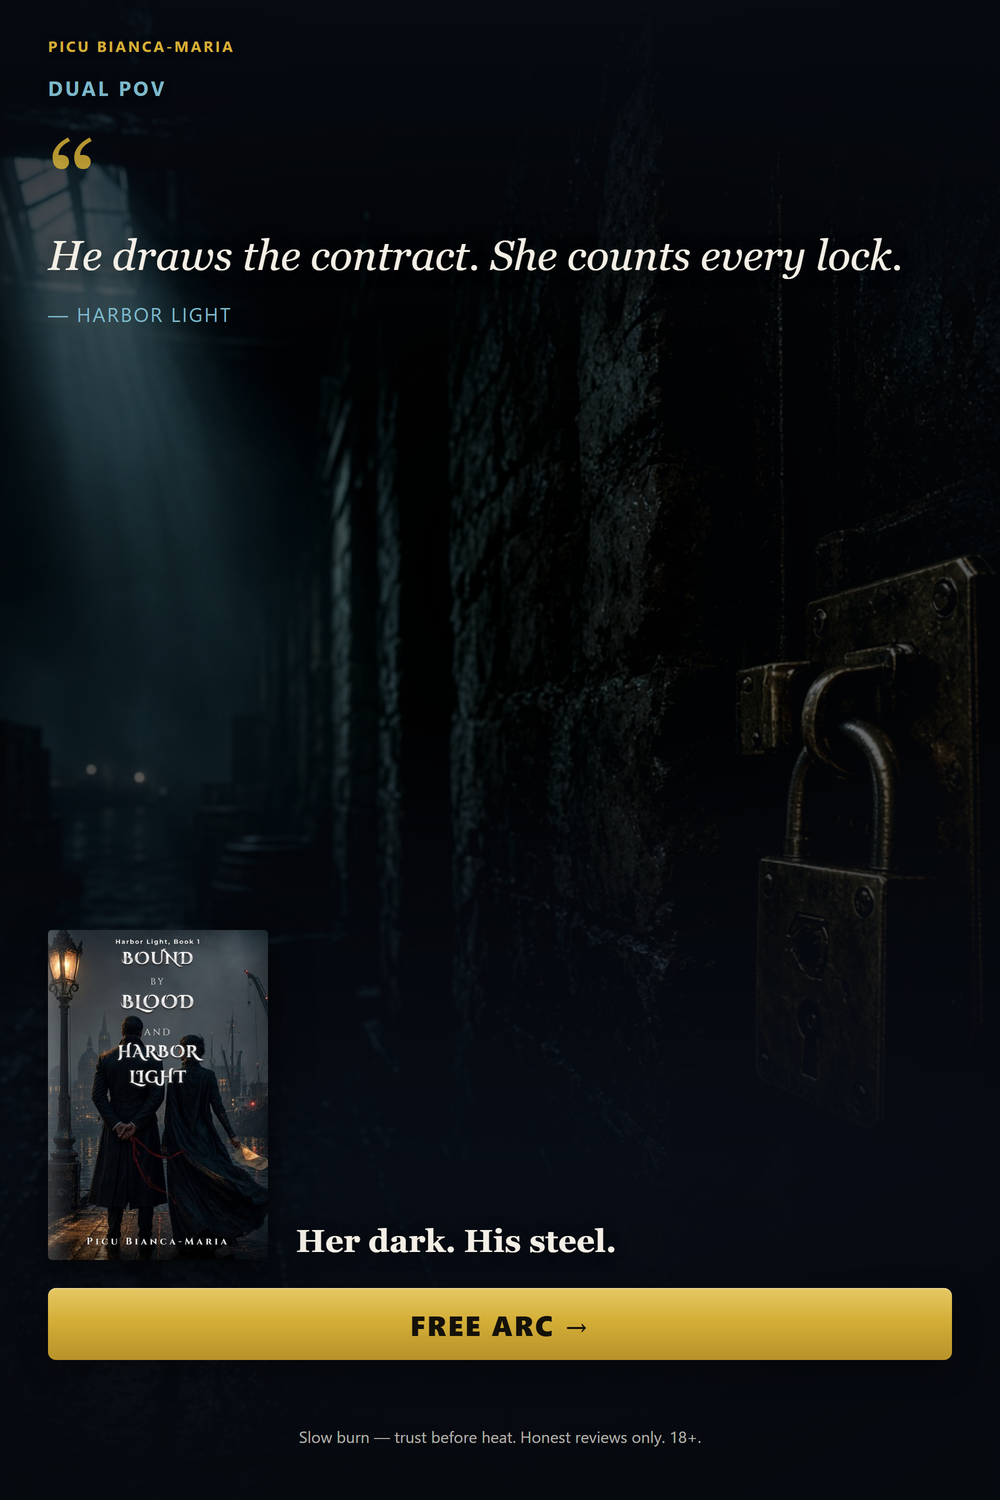 PICU BIANCA-MARIA
DUAL POV
“
He draws the contract. She counts every lock.
— HARBOR LIGHT
Harbor Light, Book 1
BOUND
BY
BLOOD
AND
HARBOR
LIGHT
PICU BIANCA-MARIA
Her dark. His steel.
FREE ARC →
Slow burn — trust before heat. Honest reviews only. 18+.